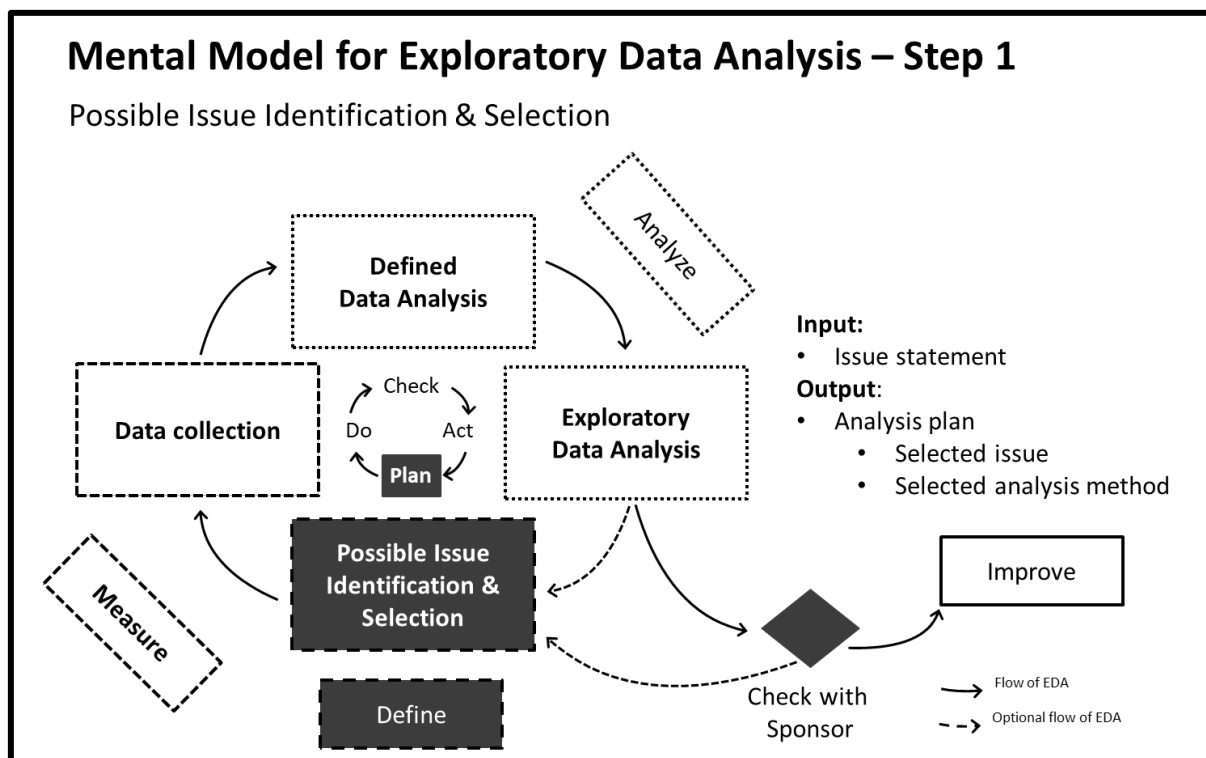 Mental Model for Exploratory Data Analysis – Step 1
Possible Issue Identification & Selection
Analyze
Defined
Data Analysis
Input:
• Issue statement
Output:
• Analysis plan
• Selected issue
• Selected analysis method
Data collection
Check
Do
Act
Plan
Exploratory
Data Analysis
Possible Issue
Identification &
Selection
Measure
Define
Improve
Check with
Sponsor
Flow of EDA
Optional flow of EDA